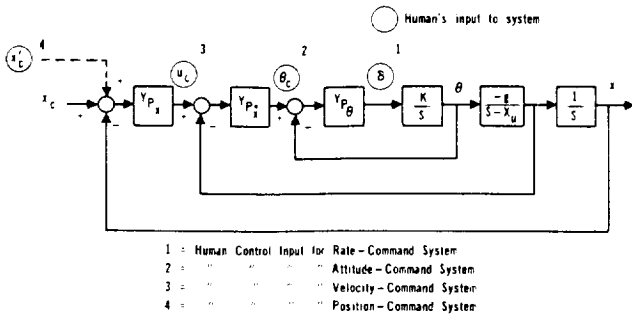 Human's input to system
4
3
2
1
x'c
uc
θc
δ
θ
x
xc
YPx
YPẋ
YPθ
K
S
-g
S-Xu
1
S
+
-
+
-
+
-
+
1 = Human Control Input for Rate-Command System
2 = " " " " Attitude-Command System
3 = " " " " Velocity-Command System
4 = " " " " Position-Command System